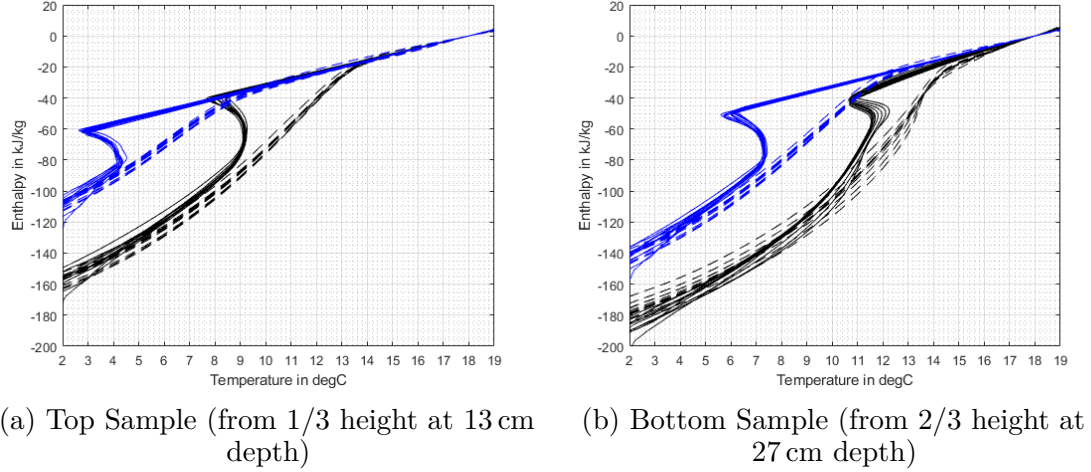 20
0
-20
-40
-60
-80
-100
-120
-140
-160
-180
-200
Enthalpy in kJ/kg
2 3 4 5 6 7 8 9 10 11 12 13 14 15 16 17 18 19
Temperature in degC
20
0
-20
-40
-60
-80
-100
-120
-140
-160
-180
-200
Enthalpy in kJ/kg
2 3 4 5 6 7 8 9 10 11 12 13 14 15 16 17 18 19
Temperature in degC
(a) Top Sample (from 1/3 height at 13 cm
depth)
(b) Bottom Sample (from 2/3 height at
27 cm depth)